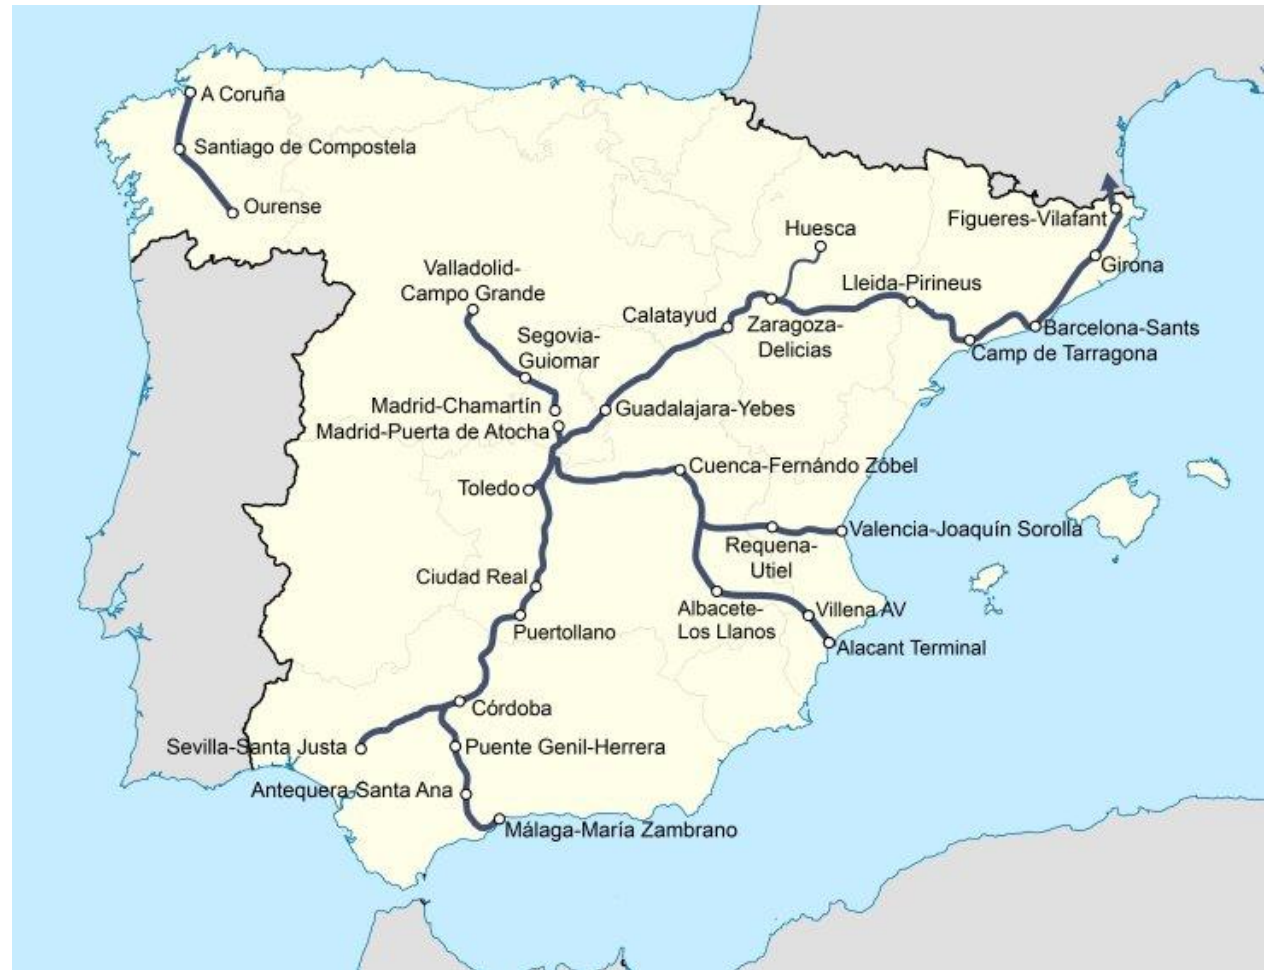 A Coruña
Santiago de Compostela
Ourense
Huesca
Figueres-Vilafant
Girona
Valladolid-
Campo Grande
Lleida-Pirineus
Calatayud
Zaragoza-
Delicias
Barcelona-Sants
Camp de Tarragona
Segovia-
Guiomar
Madrid-Chamartín
Guadalajara-Yebes
Madrid-Puerta de Atocha
Cuenca-Fernándo Zóbel
Toledo
Valencia-Joaquín Sorolla
Requena-
Utiel
Ciudad Real
Albacete-
Los Llanos
Villena AV
Puertollano
Alacant Terminal
Córdoba
Sevilla-Santa Justa
Puente Genil-Herrera
Antequera-Santa Ana
Málaga-María Zambrano